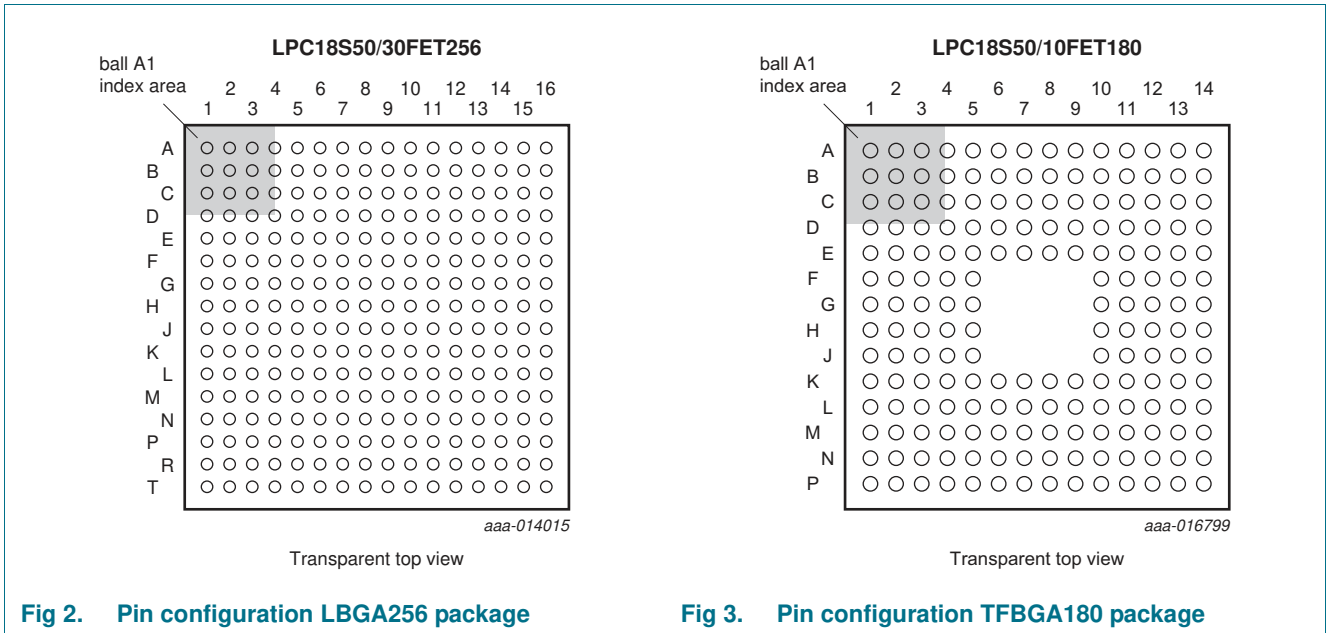 LPC18S50/30FET256
ball A1
index area
2 4 6 8 10 12 14 16
1 3 5 7 9 11 13 15
A
B
C
D
E
F
G
H
J
K
L
M
N
P
R
T
aaa-014015
Transparent top view
Fig 2. Pin configuration LBGA256 package
LPC18S50/10FET180
ball A1
index area
2 4 6 8 10 12 14
1 3 5 7 9 11 13
A
B
C
D
E
F
G
H
J
K
L
M
N
P
aaa-016799
Transparent top view
Fig 3. Pin configuration TFBGA180 package